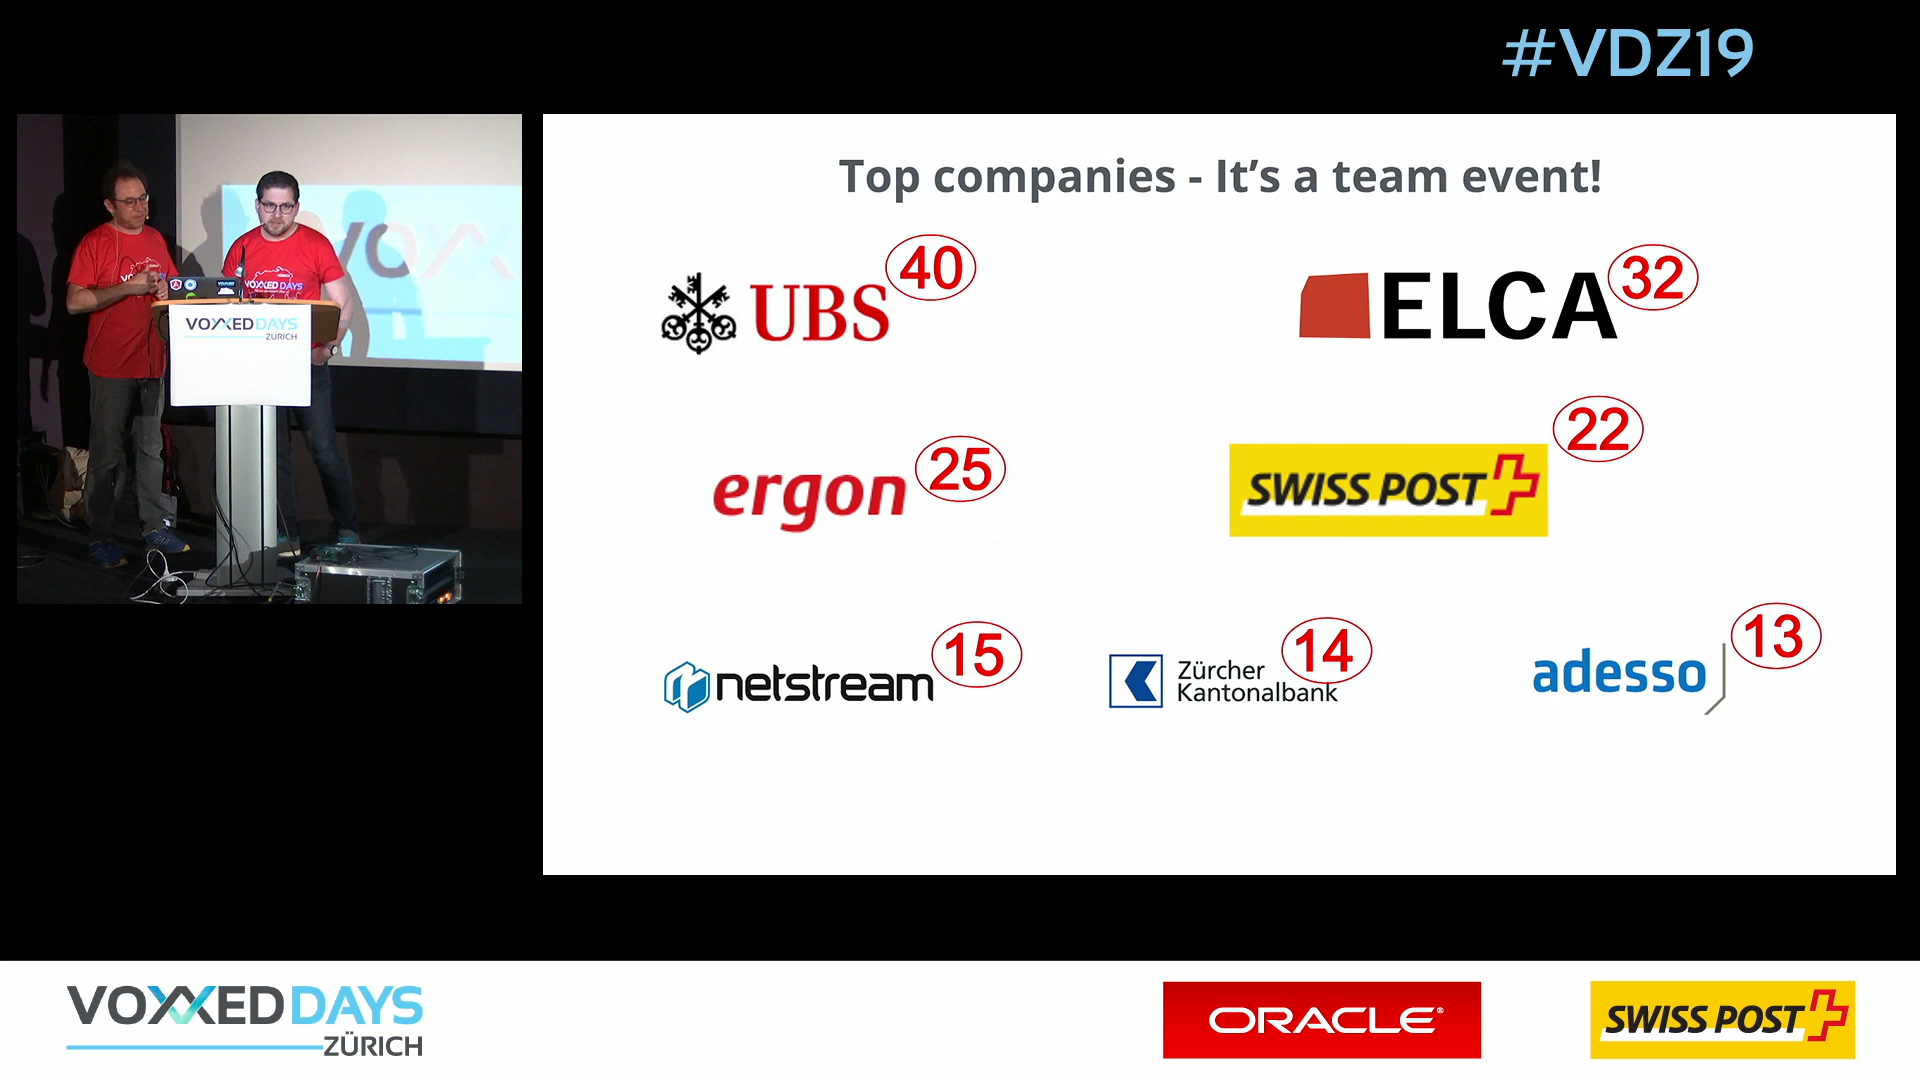 #VDZ19
Top companies - It's a team event!
UBS 40
ELCA 32
ergon 25
SWISS POST 22
netstream 15
Zürcher
Kantonalbank 14
adesso 13
VOXXED DAYS
VOXXED DAYS
ZÜRICH
VOXXED DAYS
ZÜRICH
ORACLE®
SWISS POST